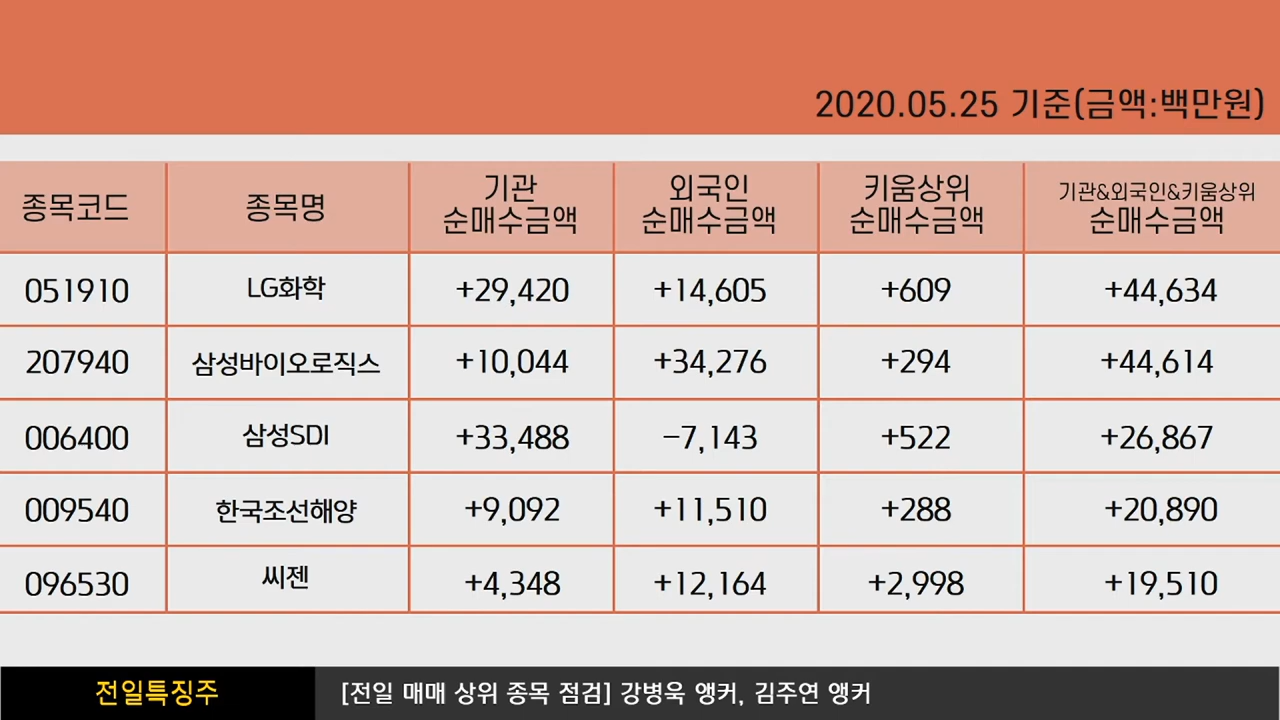 2020.05.25 기준(금액:백만원)
종목코드 종목명 기관 순매수금액 외국인 순매수금액 키움상위 순매수금액 기관&외국인&키움상위 순매수금액
051910 LG화학 +29,420 +14,605 +609 +44,634
207940 삼성바이오로직스 +10,044 +34,276 +294 +44,614
006400 삼성SDI +33,488 -7,143 +522 +26,867
009540 한국조선해양 +9,092 +11,510 +288 +20,890
096530 씨젠 +4,348 +12,164 +2,998 +19,510
전일특징주 [전일 매매 상위 종목 점검] 강병욱 앵커, 김주연 앵커